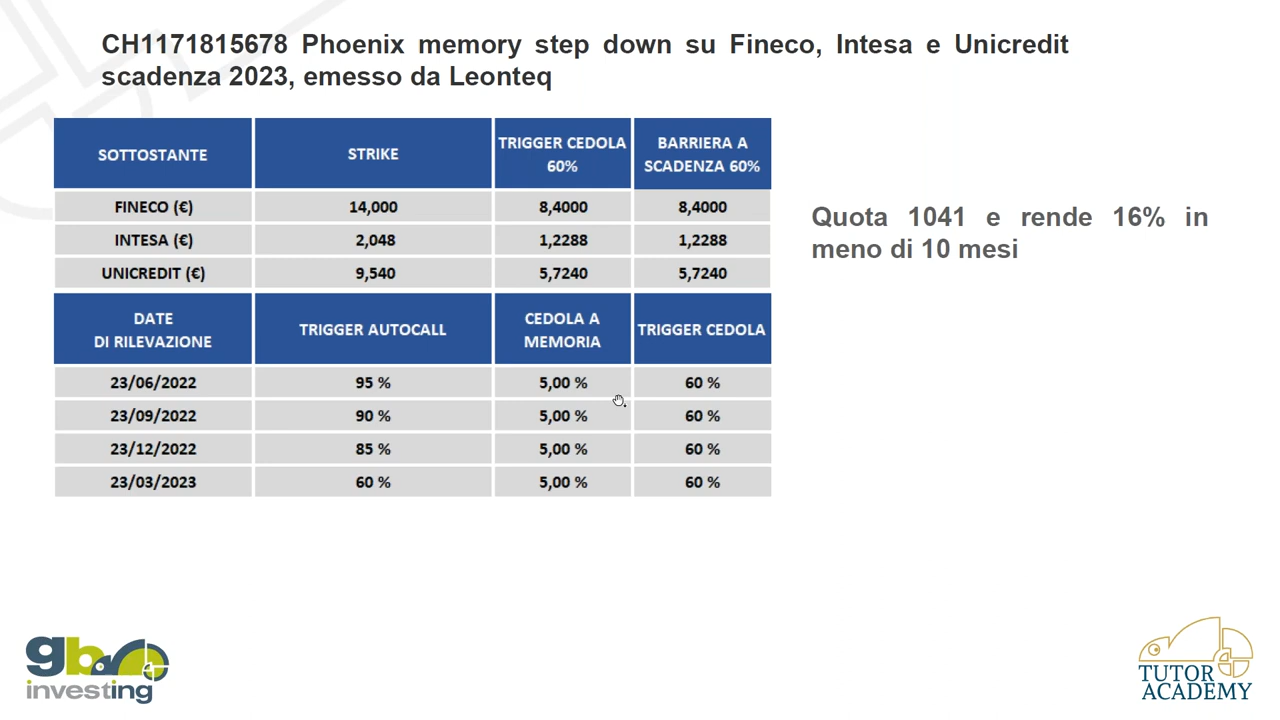 CH1171815678 Phoenix memory step down su Fineco, Intesa e Unicredit
scadenza 2023, emesso da Leonteq
SOTTOSTANTE STRIKE TRIGGER CEDOLA 60% BARRIERA A SCADENZA 60%
FINECO (€) 14,000 8,4000 8,4000
INTESA (€) 2,048 1,2288 1,2288
UNICREDIT (€) 9,540 5,7240 5,7240
DATE DI RILEVAZIONE TRIGGER AUTOCALL CEDOLA A MEMORIA TRIGGER CEDOLA
23/06/2022 95 % 5,00 % 60 %
23/09/2022 90 % 5,00 % 60 %
23/12/2022 85 % 5,00 % 60 %
23/03/2023 60 % 5,00 % 60 %
Quota 1041 e rende 16% in
meno di 10 mesi
gb
investing
TUTOR
ACADEMY